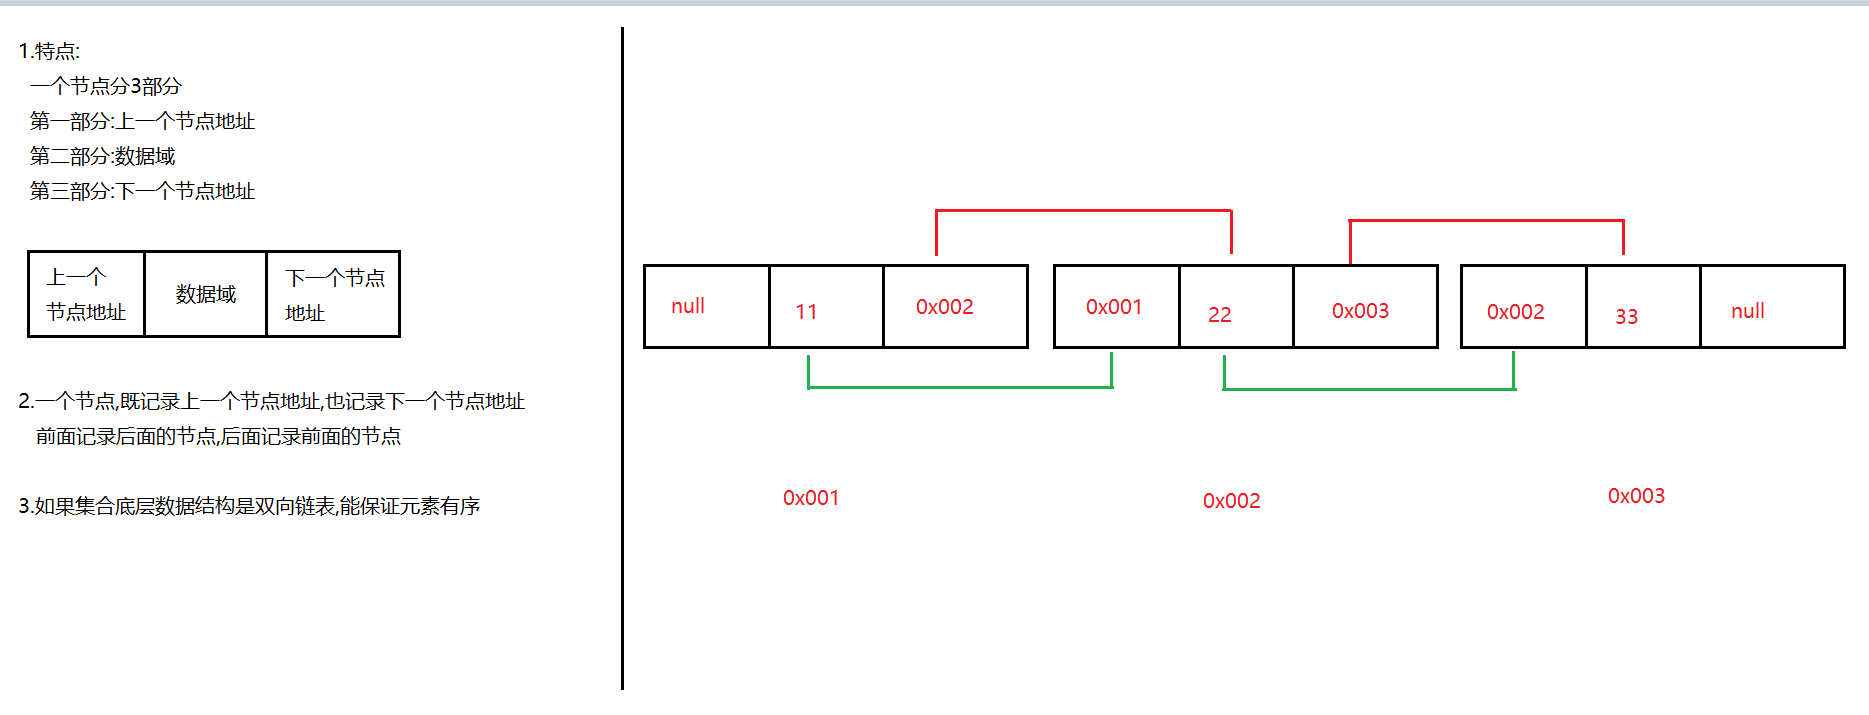 1.特点:
一个节点分3部分
第一部分:上一个节点地址
第二部分:数据域
第三部分:下一个节点地址
上一个
节点地址
数据域
下一个节点
地址
2.一个节点,既记录上一个节点地址,也记录下一个节点地址
前面记录后面的节点,后面记录前面的节点
3.如果集合底层数据结构是双向链表,能保证元素有序
null 11 0x002 0x001 22 0x003 0x002 33 null
0x001 0x002 0x003